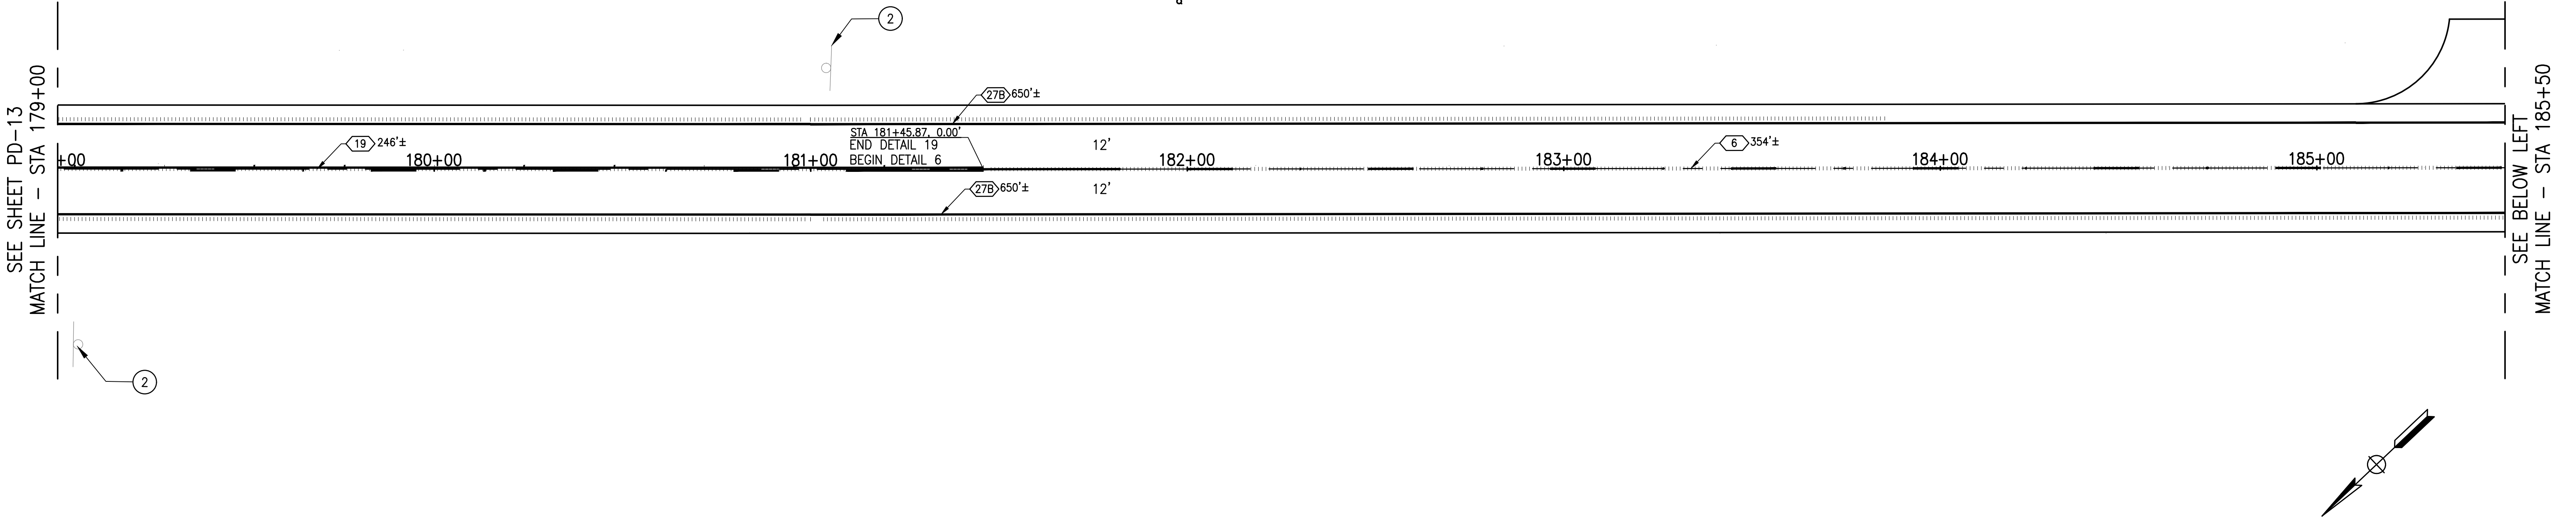 2
27B 650'±
STA 181+45.87, 0.00'
END DETAIL 19
BEGIN DETAIL 6
19 246'±
12'
6 354'±
+00
180+00
181+00
182+00
183+00
184+00
185+00
27B 650'±
12'
2
SEE SHEET PD-13
MATCH LINE - STA 179+00
SEE BELOW LEFT
MATCH LINE - STA 185+50